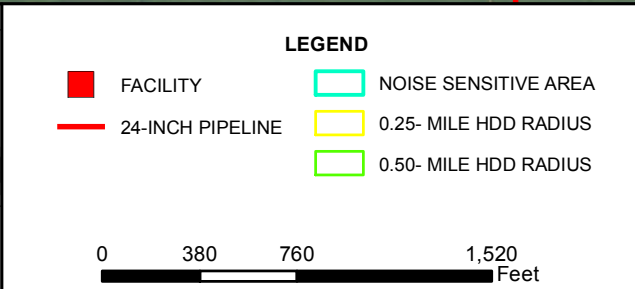 LEGEND
FACILITY
24-INCH PIPELINE
NOISE SENSITIVE AREA
0.25- MILE HDD RADIUS
0.50- MILE HDD RADIUS
0 380 760 1,520
Feet